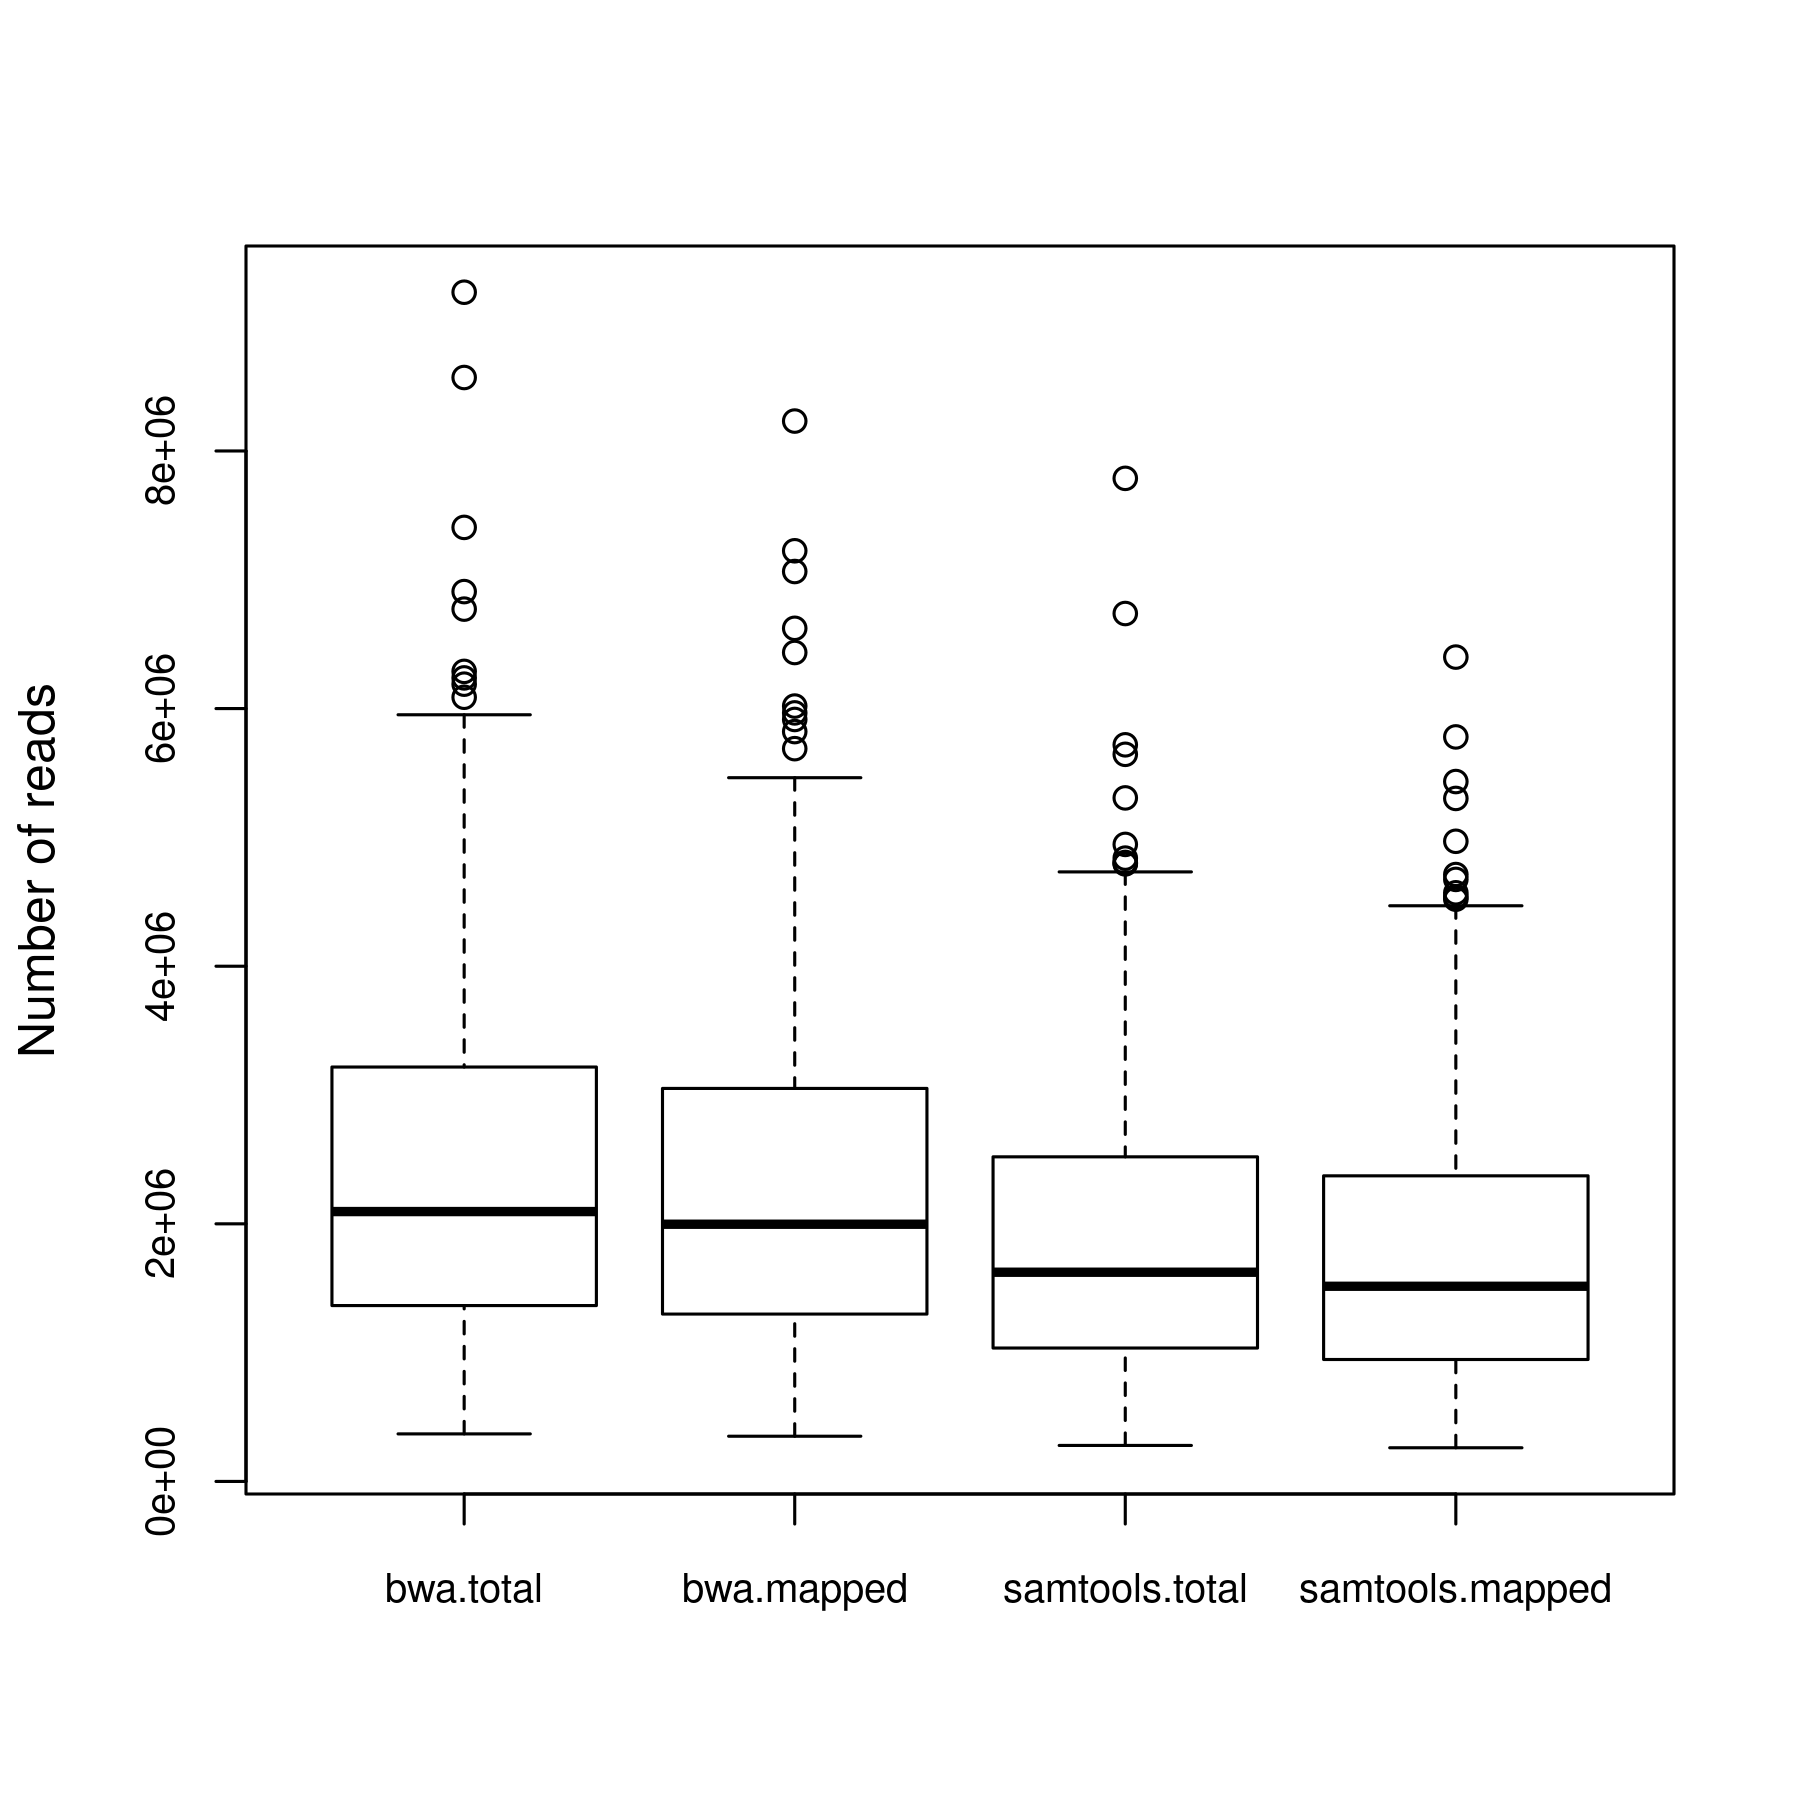 Number of reads
8e+06
6e+06
4e+06
2e+06
0e+00
bwa.total bwa.mapped samtools.total samtools.mapped